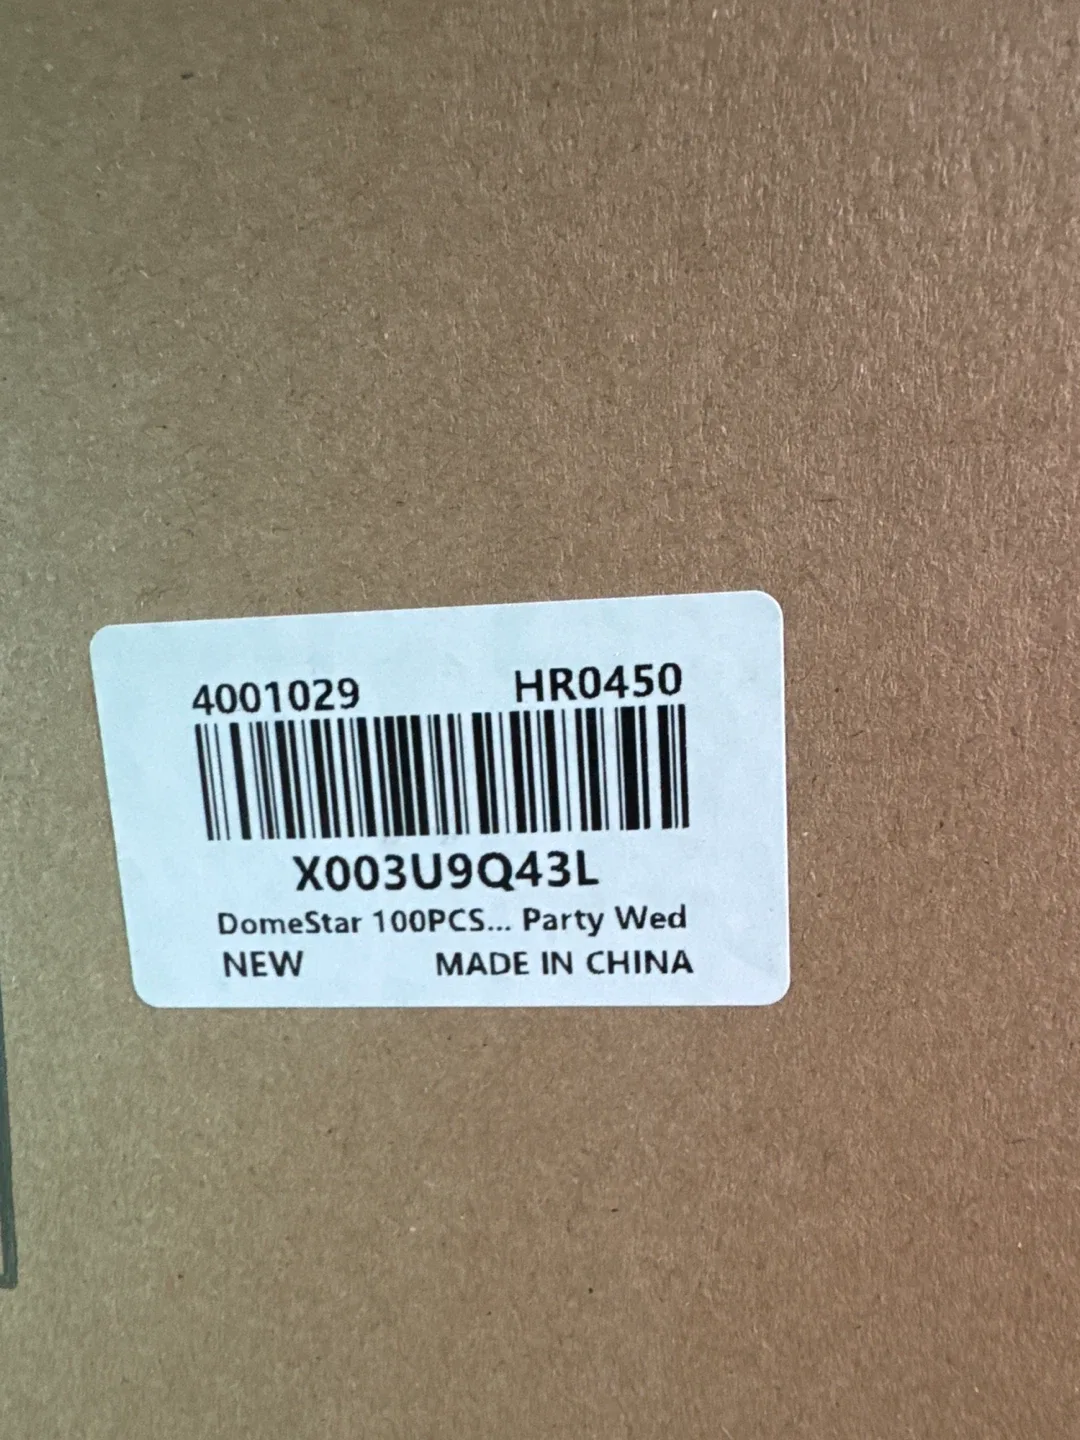 4001029 HR0450
X003U9Q43L
DomeStar 100PCS... Party Wed
NEW MADE IN CHINA